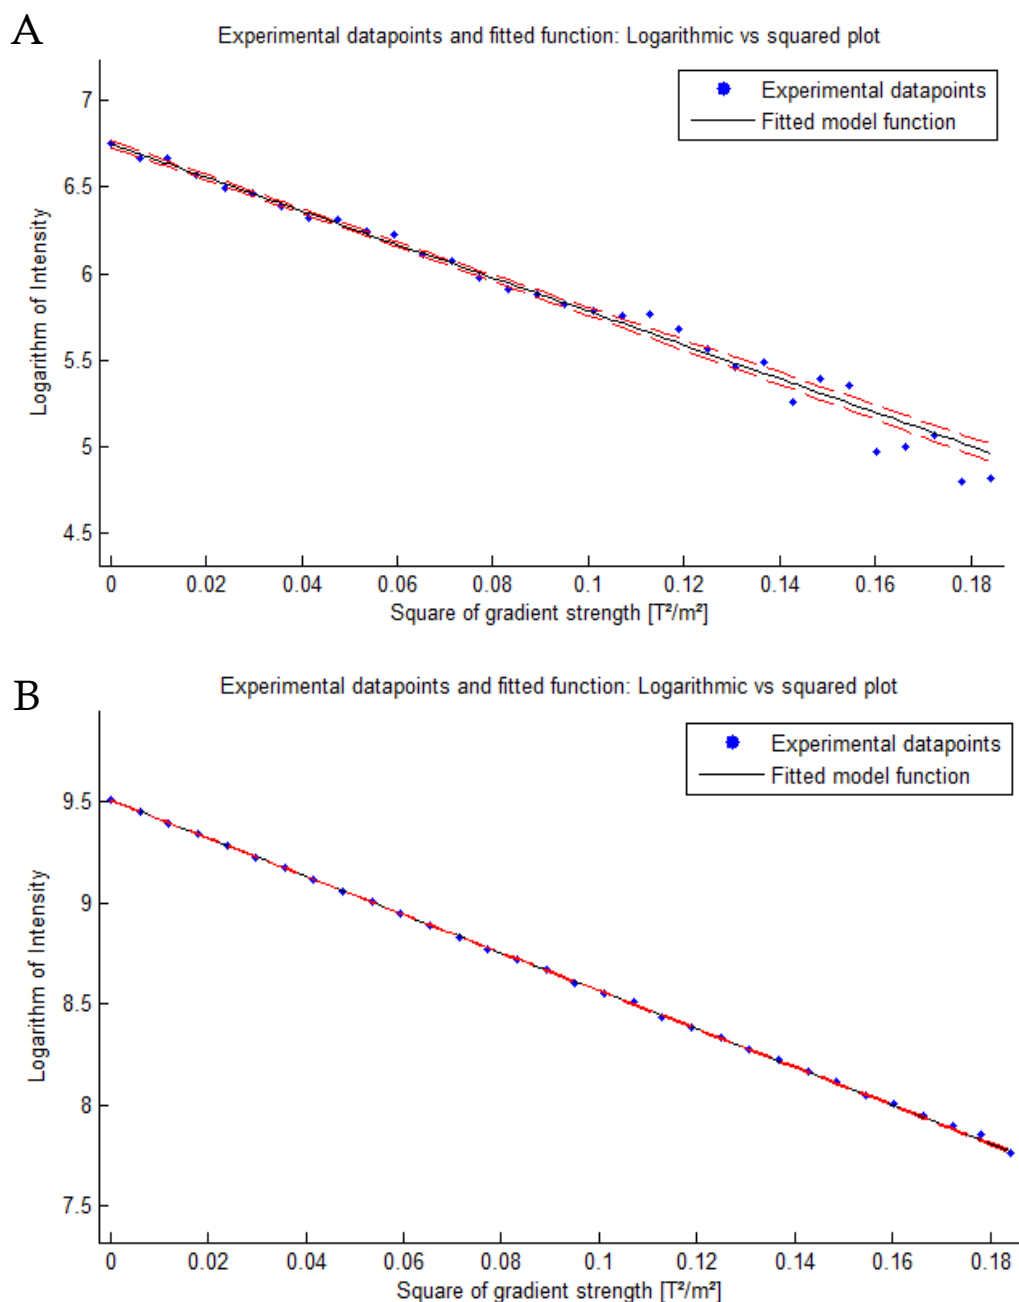 A
Experimental datapoints and fitted function: Logarithmic vs squared plot
Experimental datapoints
Fitted model function
7
6.5
6
5.5
5
4.5
Logarithm of Intensity
0 0.02 0.04 0.06 0.08 0.1 0.12 0.14 0.16 0.18
Square of gradient strength [T²/m²]
B
Experimental datapoints and fitted function: Logarithmic vs squared plot
Experimental datapoints
Fitted model function
9.5
9
8.5
8
7.5
Logarithm of Intensity
0 0.02 0.04 0.06 0.08 0.1 0.12 0.14 0.16 0.18
Square of gradient strength [T²/m²]